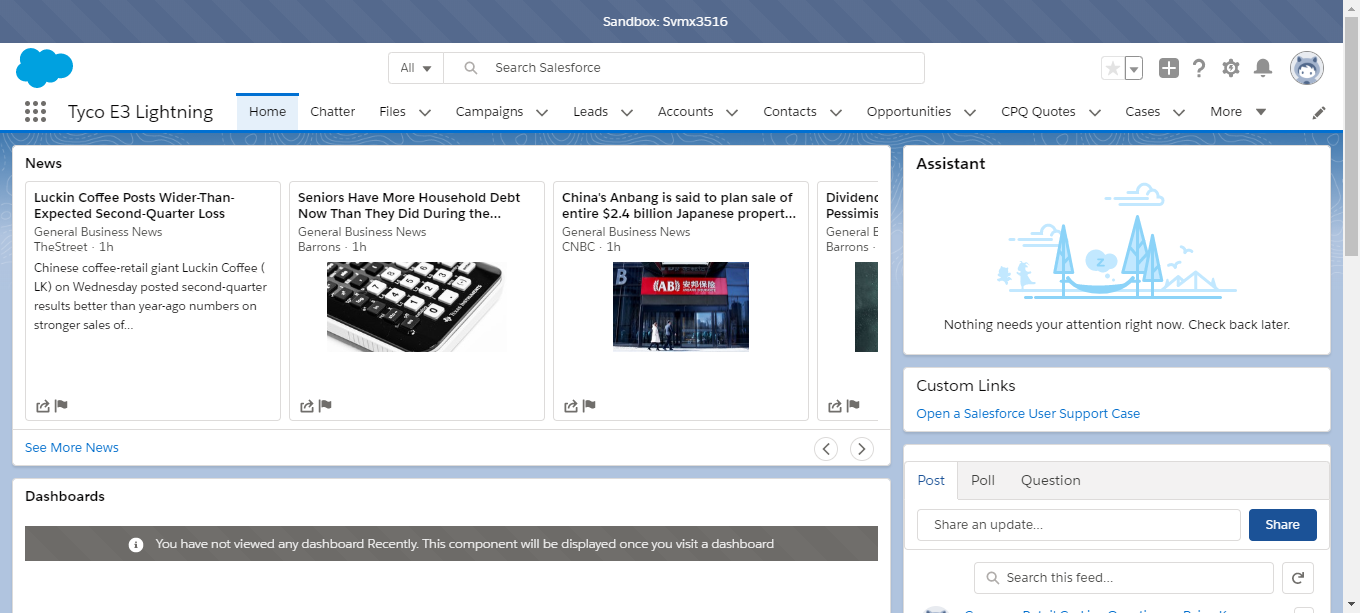 Sandbox: Svmx3516
All
Search Salesforce
Tyco E3 Lightning
Home
Chatter
Files
Campaigns
Leads
Accounts
Contacts
Opportunities
CPQ Quotes
Cases
More
News
Luckin Coffee Posts Wider-Than-
Expected Second-Quarter Loss
General Business News
TheStreet · 1h
Chinese coffee-retail giant Luckin Coffee (
LK) on Wednesday posted second-quarter
results better than year-ago numbers on
stronger sales of...
Seniors Have More Household Debt
Now Than They Did During the...
General Business News
Barrons · 1h
China's Anbang is said to plan sale of
entire $2.4 billion Japanese propert...
General Business News
CNBC · 1h
B
(AB) 安邦保险
Dividend
Pessimis
General B
Barrons ·
See More News
Dashboards
You have not viewed any dashboard Recently. This component will be displayed once you visit a dashboard
Assistant
z
Nothing needs your attention right now. Check back later.
Custom Links
Open a Salesforce User Support Case
Post
Poll
Question
Share an update...
Share
Search this feed...